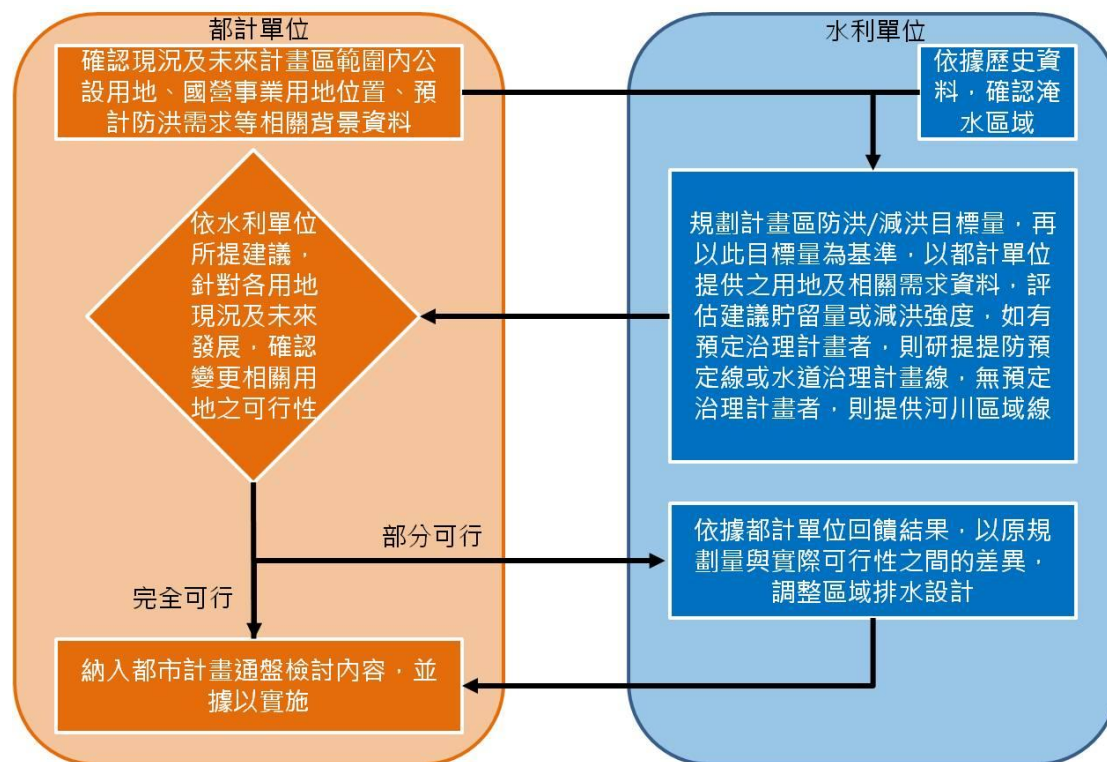 都計單位
確認現況及未來計畫區範圍內公
設用地、國營事業用地位置、預
計防洪需求等相關背景資料
水利單位
依據歷史資
料，確認淹
水區域
規劃計畫區防洪/減洪目標量，再
以此目標量為基準，以都計單位
提供之用地及相關需求資料，評
估建議貯留量或減洪強度，如有
預定治理計畫者，則研提提防預
定線或水道治理計畫線，無預定
治理計畫者，則提供河川區域線
依水利單位
所提建議，
針對各用地
現況及未來
發展，確認
變更相關用
地之可行性
部分可行
完全可行
依據都計單位回饋結果，以原規
劃量與實際可行性之間的差異，
調整區域排水設計
納入都市計畫通盤檢討內容，並
據以實施